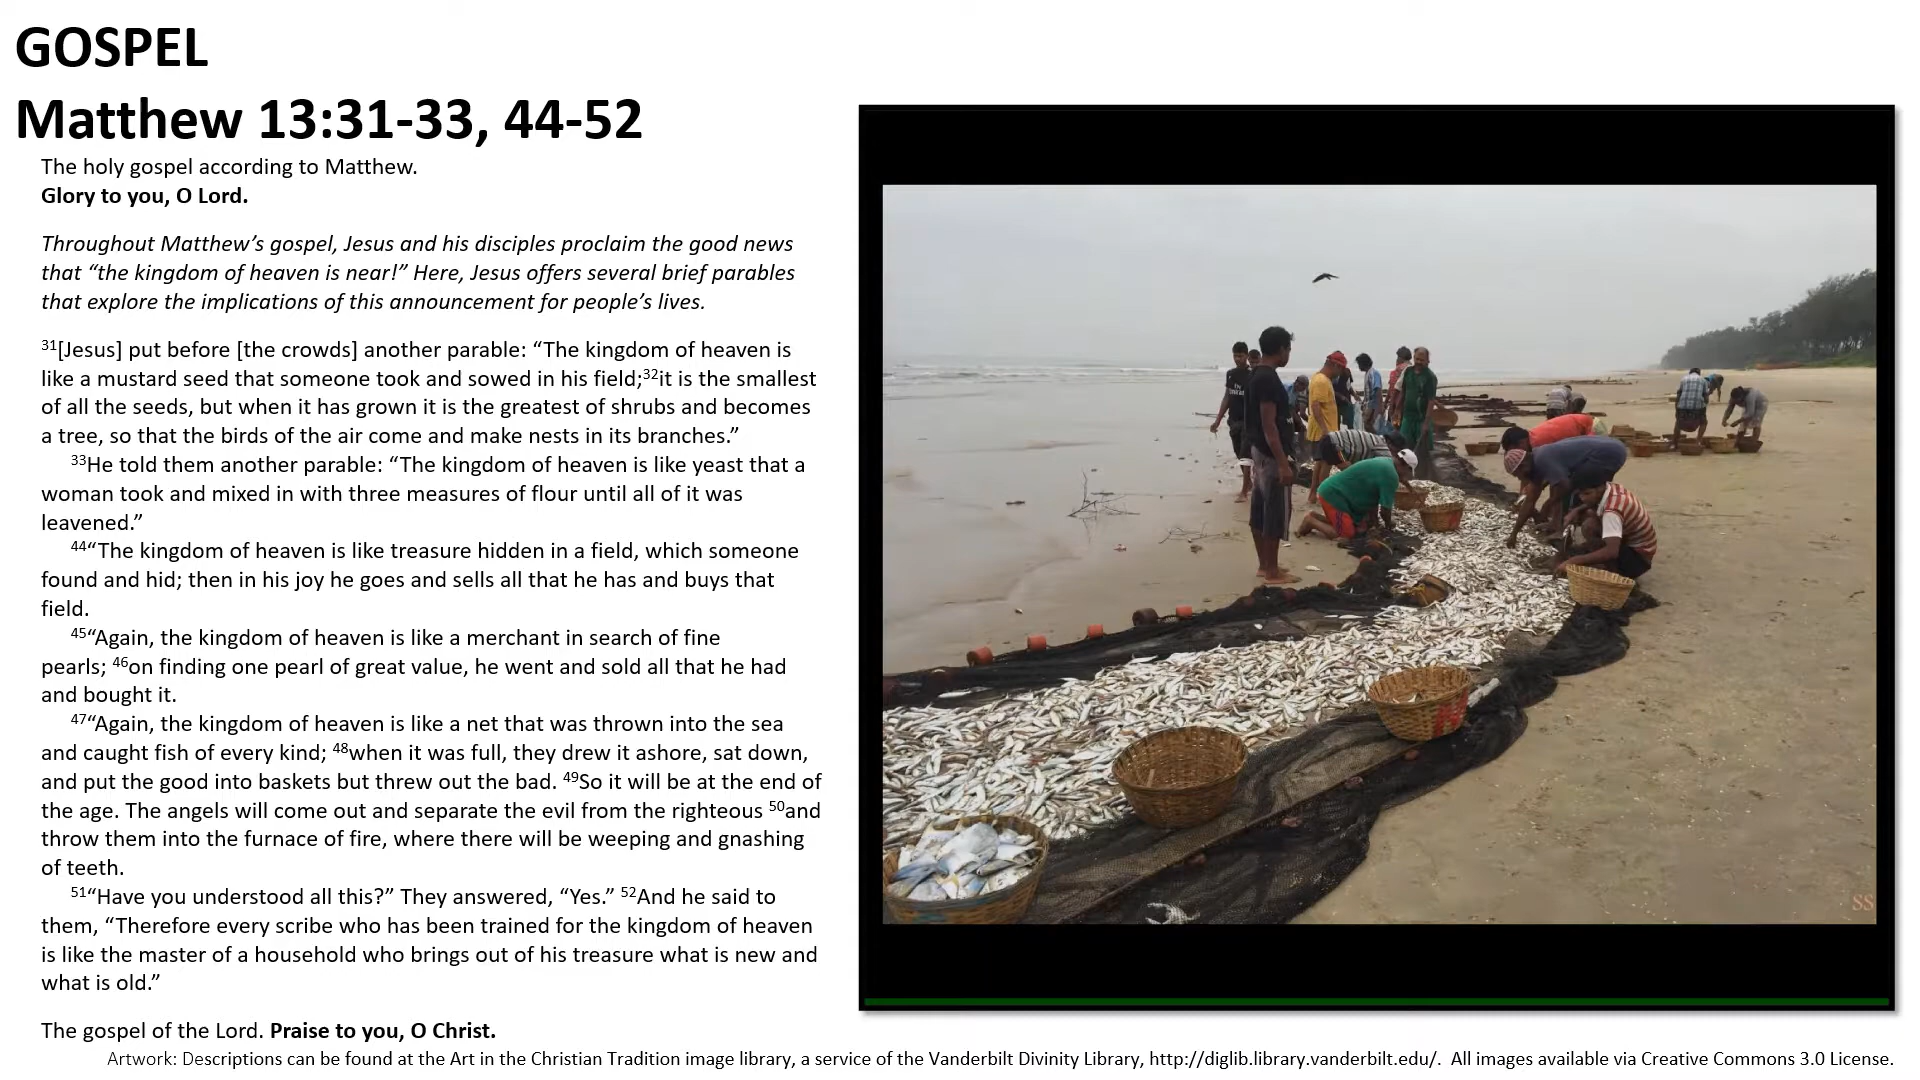 GOSPEL
Matthew 13:31-33, 44-52
The holy gospel according to Matthew.
Glory to you, O Lord.
Throughout Matthew’s gospel, Jesus and his disciples proclaim the good news
that “the kingdom of heaven is near!” Here, Jesus offers several brief parables
that explore the implications of this announcement for people’s lives.
31[Jesus] put before [the crowds] another parable: “The kingdom of heaven is
like a mustard seed that someone took and sowed in his field;32it is the smallest
of all the seeds, but when it has grown it is the greatest of shrubs and becomes
a tree, so that the birds of the air come and make nests in its branches.”
33He told them another parable: “The kingdom of heaven is like yeast that a
woman took and mixed in with three measures of flour until all of it was
leavened.”
44“The kingdom of heaven is like treasure hidden in a field, which someone
found and hid; then in his joy he goes and sells all that he has and buys that
field.
45“Again, the kingdom of heaven is like a merchant in search of fine
pearls; 46on finding one pearl of great value, he went and sold all that he had
and bought it.
47“Again, the kingdom of heaven is like a net that was thrown into the sea
and caught fish of every kind; 48when it was full, they drew it ashore, sat down,
and put the good into baskets but threw out the bad. 49So it will be at the end of
the age. The angels will come out and separate the evil from the righteous 50and
throw them into the furnace of fire, where there will be weeping and gnashing
of teeth.
51“Have you understood all this?” They answered, “Yes.” 52And he said to
them, “Therefore every scribe who has been trained for the kingdom of heaven
is like the master of a household who brings out of his treasure what is new and
what is old.”
The gospel of the Lord. Praise to you, O Christ.
SS
Artwork: Descriptions can be found at the Art in the Christian Tradition image library, a service of the Vanderbilt Divinity Library, http://diglib.library.vanderbilt.edu/.  All images available via Creative Commons 3.0 License.